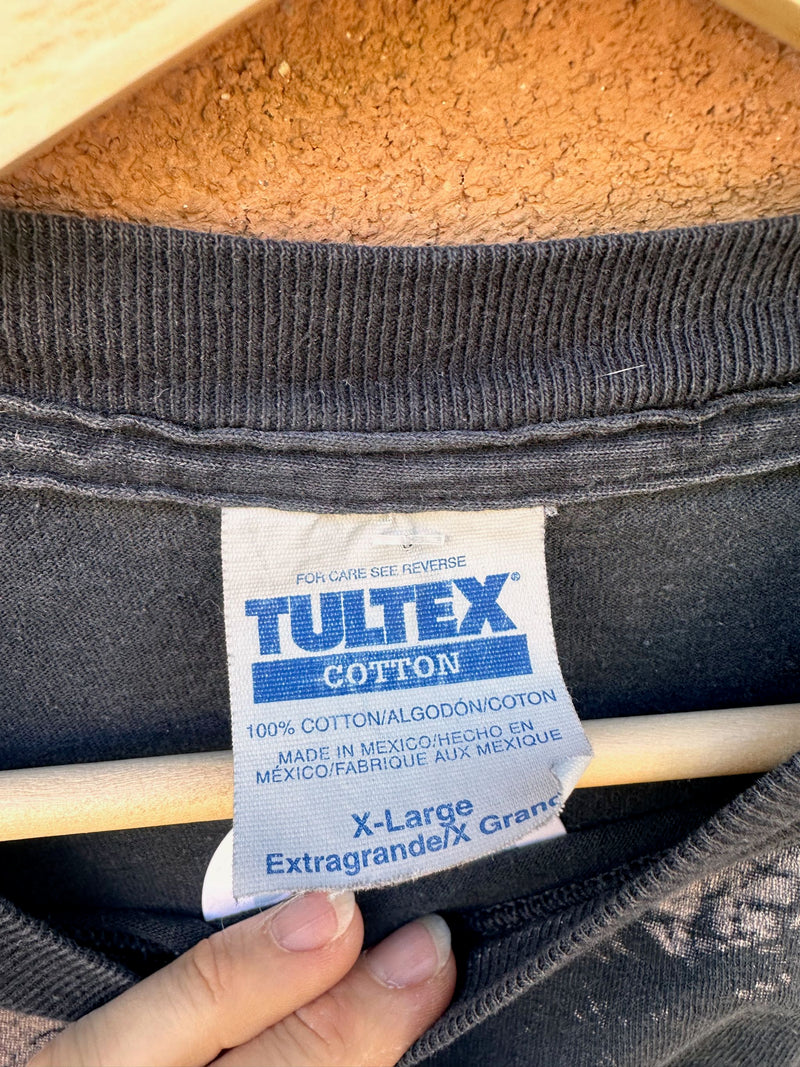 FOR CARE SEE REVERSE
TULTEX®
COTTON
100% COTTON/ALGODÓN/COTON
MADE IN MEXICO/HECHO EN
MÉXICO/FABRIQUE AUX MEXIQUE
X-Large
Extragrande/X Grand